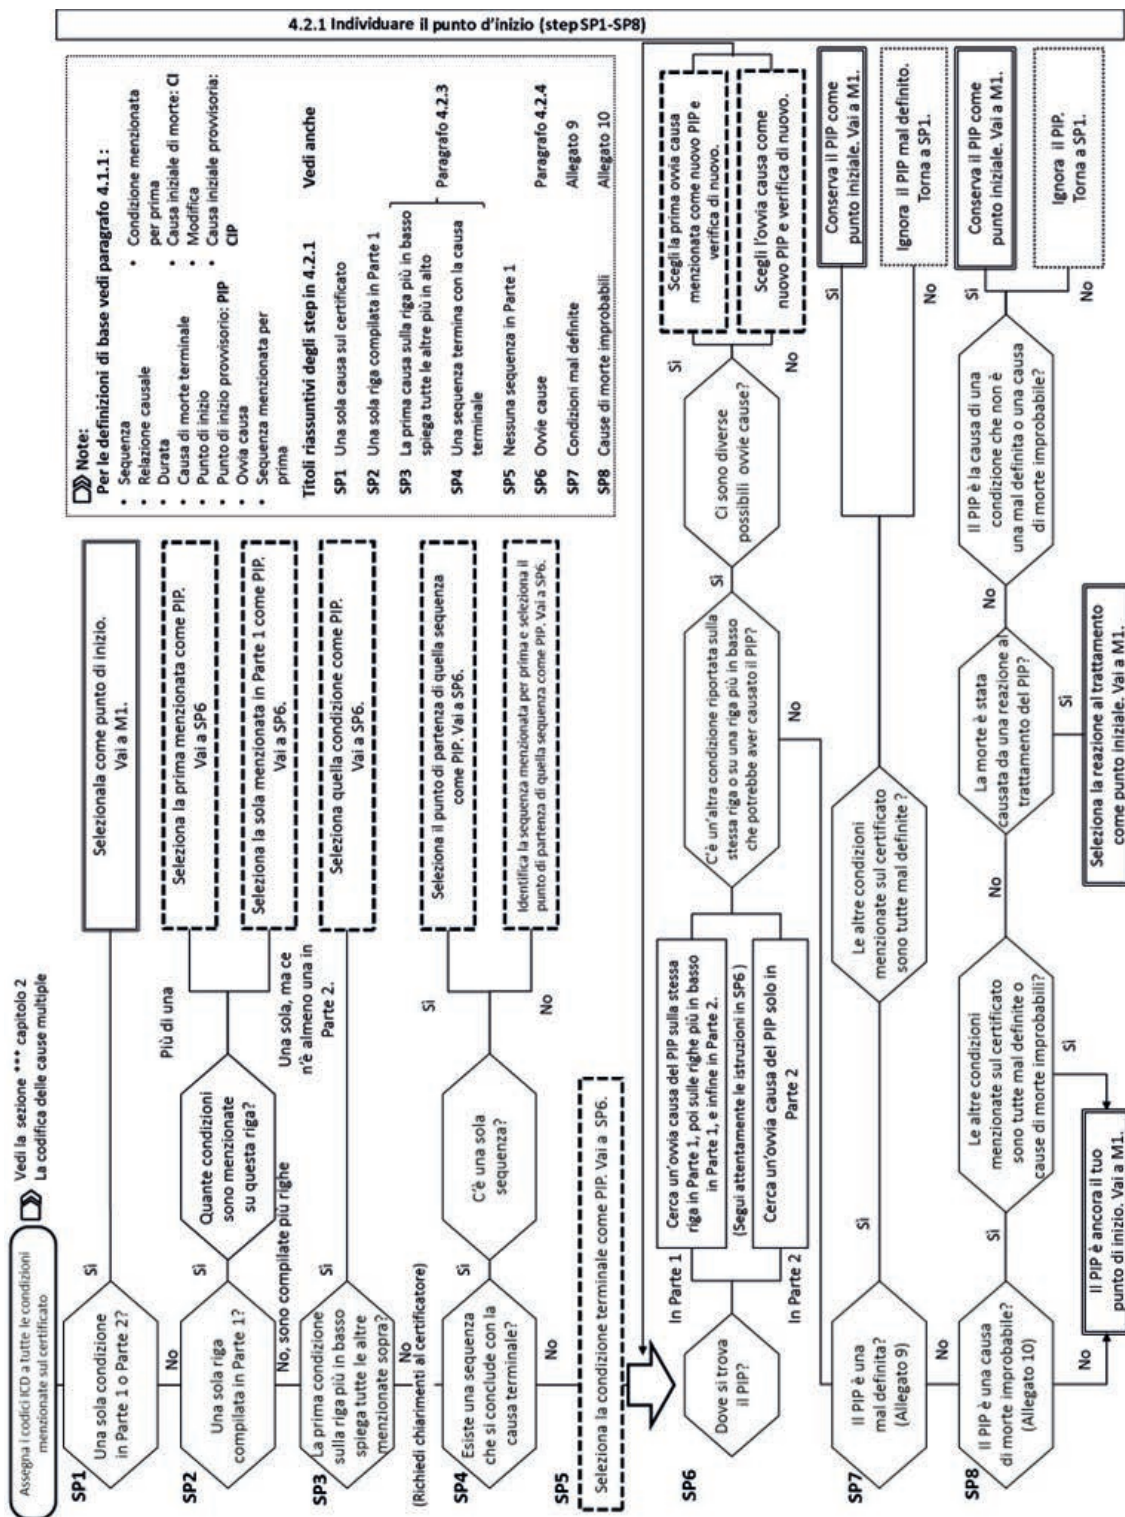 4.2.1 Individuare il punto d'inizio (step SP1-SP8)
Assegna i codici ICD a tutte le condizioni
menzionate sul certificato
Vedi la sezione *** capitolo 2
La codifica delle cause multiple
SP1
Una sola condizione
in Parte 1 o Parte 2?
Sì
Selezionala come punto di inizio.
Vai a M1.
No
SP2
Una sola riga
compilata in Parte 1?
Sì
Quante condizioni
sono menzionate
su questa riga?
Più di una
Seleziona la prima menzionata come PIP.
Vai a SP6
Una sola, ma ce
n'è almeno una in
Parte 2.
Seleziona la sola menzionata in Parte 1 come PIP.
Vai a SP6.
No, sono compilate più righe
SP3
La prima condizione
sulla riga più in basso
spiega tutte le altre
menzionate sopra?
Sì
Seleziona quella condizione come PIP.
Vai a SP6.
No
(Richiedi chiarimenti al certificatore)
SP4
Esiste una sequenza
che si conclude con la
causa terminale?
Sì
C'è una sola
sequenza?
Sì
Seleziona il punto di partenza di quella sequenza
come PIP. Vai a SP6.
No
Identifica la sequenza menzionata per prima e seleziona il
punto di partenza di quella sequenza come PIP. Vai a SP6.
No
SP5
Seleziona la condizione terminale come PIP. Vai a SP6.
Note:
Per le definizioni di base vedi paragrafo 4.1.1 :
• Sequenza
• Relazione causale
• Durata
• Causa di morte terminale
• Punto di inizio
• Punto di inizio provvisorio: PIP
• Ovvia causa
• Sequenza menzionata per
prima
• Condizione menzionata
per prima
• Causa iniziale di morte: CI
• Modifica
• Causa iniziale provvisoria:
CIP
Titoli riassuntivi degli step in 4.2.1
Vedi anche
SP1 Una sola causa sul certificato
SP2 Una sola riga compilata in Parte 1
SP3 La prima causa sulla riga più in basso
spiega tutte le altre più in alto
SP4 Una sequenza termina con la causa
terminale
Paragrafo 4.2.3
SP5 Nessuna sequenza in Parte 1
SP6 Ovvie cause
Paragrafo 4.2.4
SP7 Condizioni mal definite
Allegato 9
SP8 Cause di morte improbabili
Allegato 10
SP6
Dove si trova
il PIP?
In Parte 1
Cerca un'ovvia causa del PIP sulla stessa
riga in Parte 1, poi sulle righe più in basso
in Parte 1, e infine in Parte 2.
(Segui attentamente le istruzioni in SP6 )
In Parte 2
Cerca un'ovvia causa del PIP solo in
Parte 2
C'è un'altra condizione riportata sulla
stessa riga o su una riga più in basso
che potrebbe aver causato il PIP?
Sì
Ci sono diverse
possibili ovvie cause?
Sì
Scegli la prima ovvia causa
menzionata come nuovo PIP e
verifica di nuovo.
No
Scegli l'ovvia causa come
nuovo PIP e verifica di nuovo.
No
SP7
Il PIP è una
mal definita?
(Allegato 9)
Sì
Le altre condizioni
menzionate sul certificato
sono tutte mal definite ?
Sì
Conserva il PIP come
punto iniziale. Vai a M1.
No
Ignora il PIP mal definito.
Torna a SP1.
No
SP8
Il PIP è una causa
di morte improbabile?
(Allegato 10)
Sì
Le altre condizioni
menzionate sul certificato
sono tutte mal definite o
cause di morte improbabili?
Sì
No
Il PIP è ancora il tuo
punto di inizio. Vai a M1.
No
La morte è stata
causata da una reazione al
trattamento del PIP?
Sì
Seleziona la reazione al trattamento
come punto iniziale. Vai a M1.
No
Il PIP è la causa di una
condizione che non è
una mal definita o una causa
di morte improbabile?
Sì
Conserva il PIP come
punto iniziale. Vai a M1.
No
Ignora il PIP.
Torna a SP1.